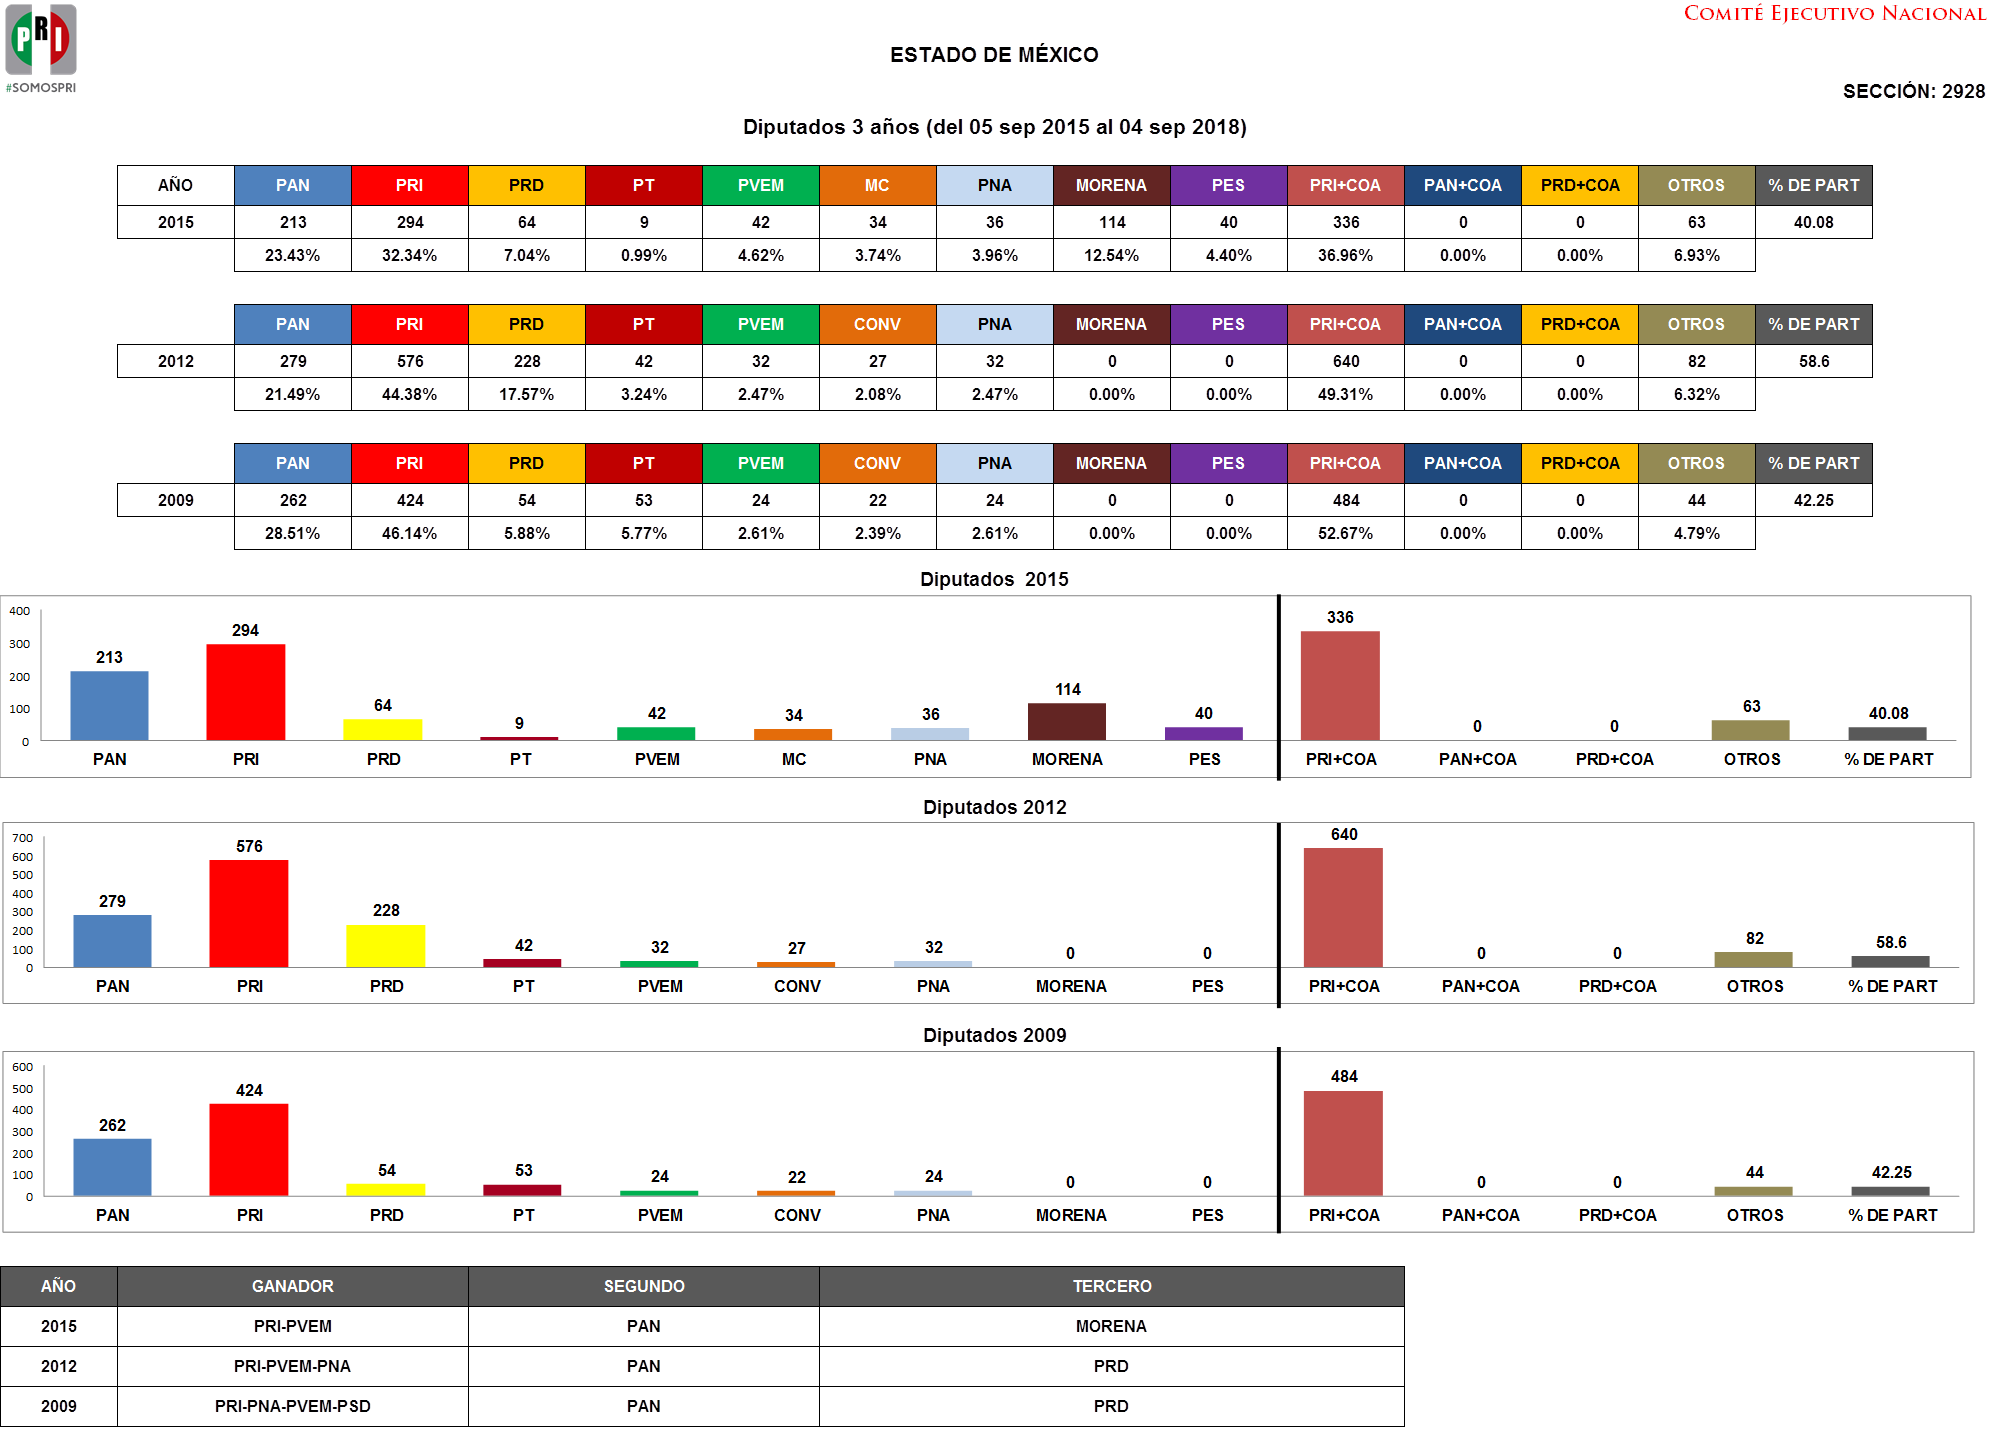 PRI
#SOMOSPRI
COMITÉ EJECUTIVO NACIONAL
ESTADO DE MÉXICO
SECCIÓN: 2928
Diputados 3 años (del 05 sep 2015 al 04 sep 2018)
AÑO PAN PRI PRD PT PVEM MC PNA MORENA PES PRI+COA PAN+COA PRD+COA OTROS % DE PART
2015 213 294 64 9 42 34 36 114 40 336 0 0 63 40.08
23.43% 32.34% 7.04% 0.99% 4.62% 3.74% 3.96% 12.54% 4.40% 36.96% 0.00% 0.00% 6.93%
PAN PRI PRD PT PVEM CONV PNA MORENA PES PRI+COA PAN+COA PRD+COA OTROS % DE PART
2012 279 576 228 42 32 27 32 0 0 640 0 0 82 58.6
21.49% 44.38% 17.57% 3.24% 2.47% 2.08% 2.47% 0.00% 0.00% 49.31% 0.00% 0.00% 6.32%
PAN PRI PRD PT PVEM CONV PNA MORENA PES PRI+COA PAN+COA PRD+COA OTROS % DE PART
2009 262 424 54 53 24 22 24 0 0 484 0 0 44 42.25
28.51% 46.14% 5.88% 5.77% 2.61% 2.39% 2.61% 0.00% 0.00% 52.67% 0.00% 0.00% 4.79%
Diputados 2015
400
300
200
100
0
213 294 64 9 42 34 36 114 40 336 0 0 63 40.08
PAN PRI PRD PT PVEM MC PNA MORENA PES PRI+COA PAN+COA PRD+COA OTROS % DE PART
Diputados 2012
700
600
500
400
300
200
100
0
279 576 228 42 32 27 32 0 0 640 0 0 82 58.6
PAN PRI PRD PT PVEM CONV PNA MORENA PES PRI+COA PAN+COA PRD+COA OTROS % DE PART
Diputados 2009
600
500
400
300
200
100
0
262 424 54 53 24 22 24 0 0 484 0 0 44 42.25
PAN PRI PRD PT PVEM CONV PNA MORENA PES PRI+COA PAN+COA PRD+COA OTROS % DE PART
AÑO GANADOR SEGUNDO TERCERO
2015 PRI-PVEM PAN MORENA
2012 PRI-PVEM-PNA PAN PRD
2009 PRI-PNA-PVEM-PSD PAN PRD